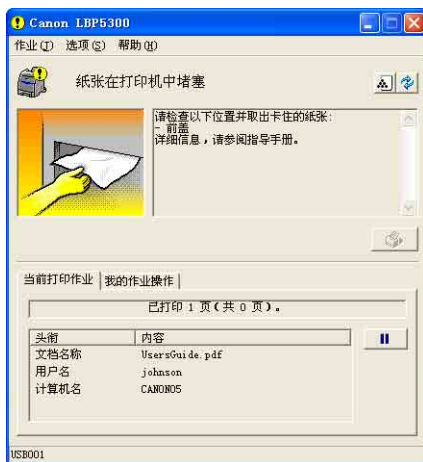 Canon LBP5300
作业(J) 选项(S) 帮助(H)
纸张在打印机中堵塞
请检查以下位置并取出卡住的纸张:
- 前盖
详细信息，请参阅指导手册。
当前打印作业 我的作业操作
已打印 1 页(共 0 页)。
头衔 内容
文档名称 UsersGuide.pdf
用户名 johnson
计算机名 CANON05
USB001